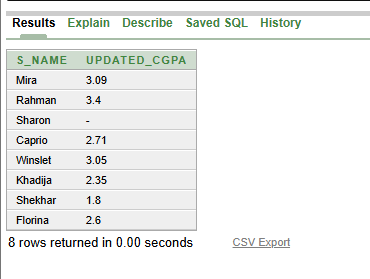 Results Explain Describe Saved SQL History
S_NAME UPDATED_CGPA
Mira 3.09
Rahman 3.4
Sharon -
Caprio 2.71
Winslet 3.05
Khadija 2.35
Shekhar 1.8
Florina 2.6
8 rows returned in 0.00 seconds CSV Export